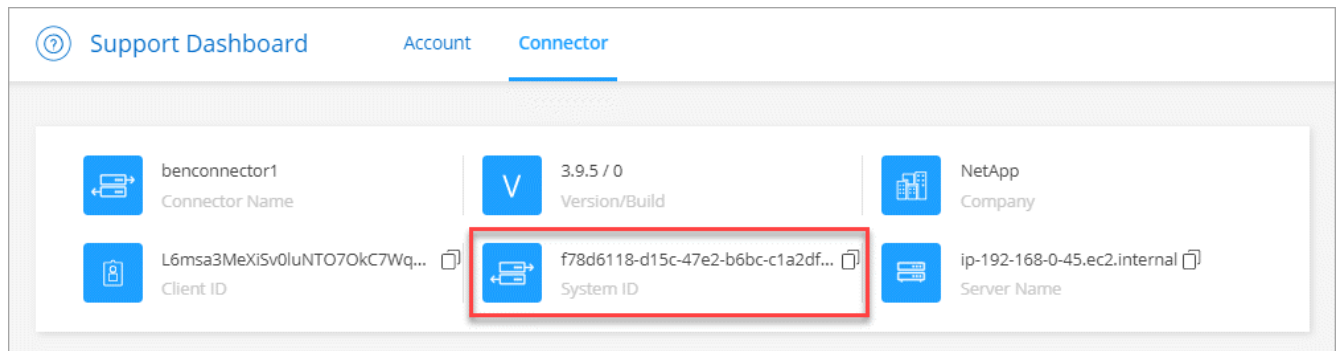 Support Dashboard Account Connector
benconnector1 3.9.5 / 0 NetApp
Connector Name V Version/Build Company
L6msa3MeXiSv0luNTO7OkC7Wq... f78d6118-d15c-47e2-b6bc-c1a2df... ip-192-168-0-45.ec2.internal
Client ID System ID Server Name